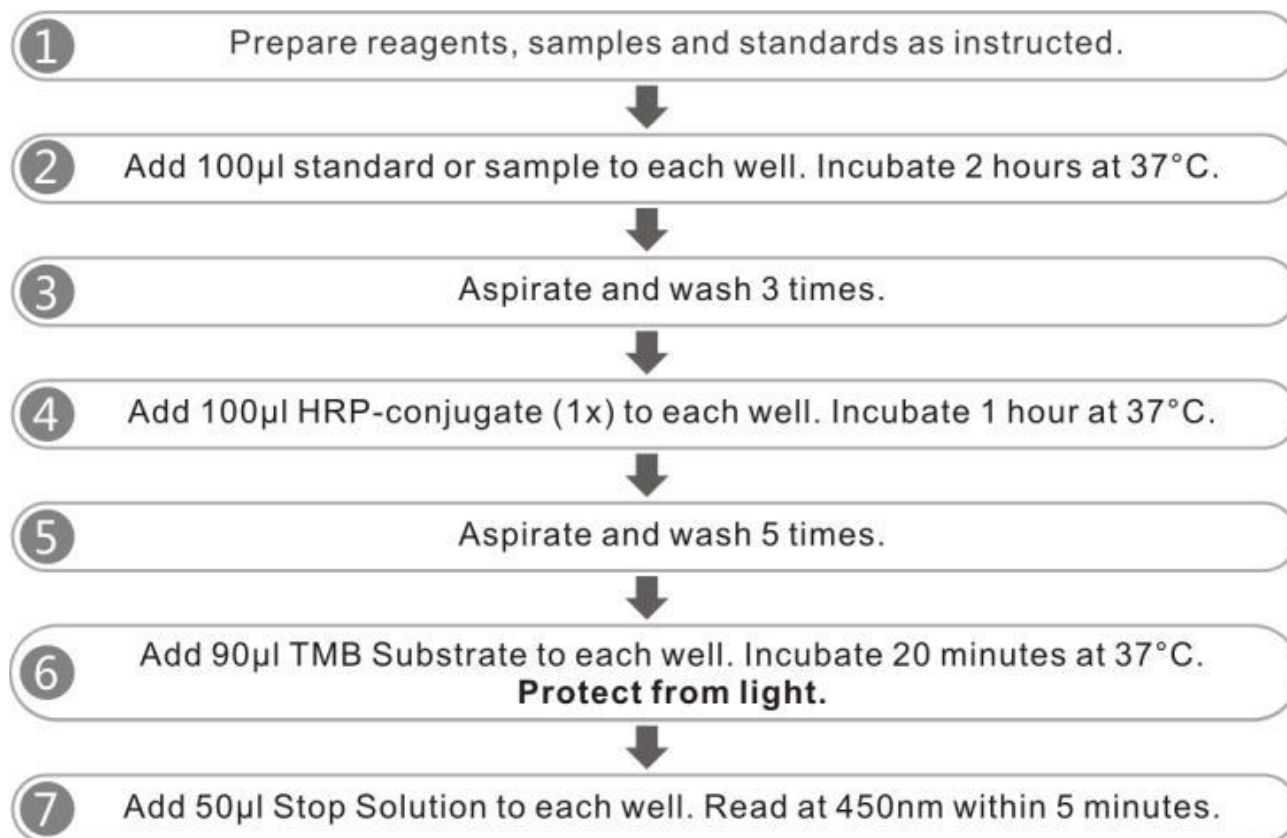 1 Prepare reagents, samples and standards as instructed.
2 Add 100µl standard or sample to each well. Incubate 2 hours at 37°C.
3 Aspirate and wash 3 times.
4 Add 100µl HRP-conjugate (1x) to each well. Incubate 1 hour at 37°C.
5 Aspirate and wash 5 times.
6 Add 90µl TMB Substrate to each well. Incubate 20 minutes at 37°C.
Protect from light.
7 Add 50µl Stop Solution to each well. Read at 450nm within 5 minutes.